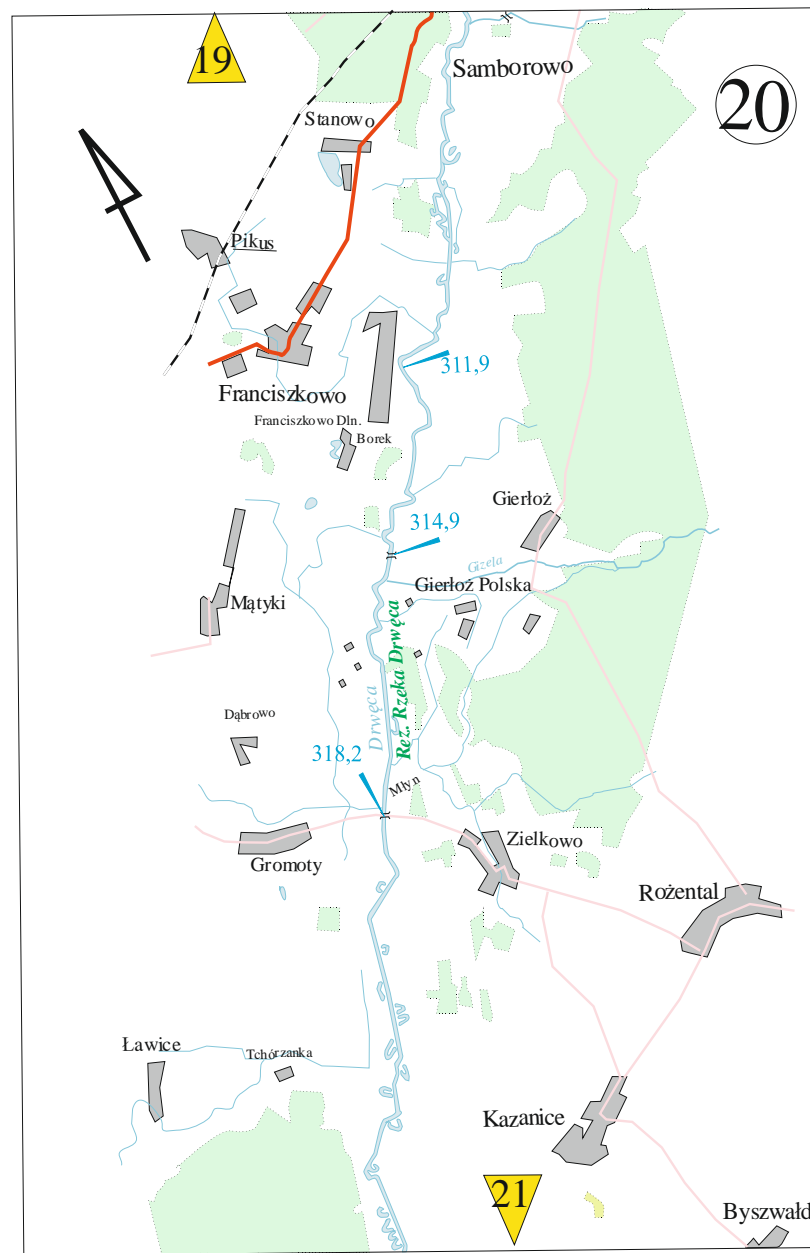 19
Samborowo
20
Stanowo
Pikus
311,9
Franciszkowo
Franciszkowo Dln.
Borek
Gierłoż
314,9
Gizela
Gierłoż Polska
Mątyki
Rez. Rzeka Drwęca
Drwęca
Dąbrowo
318,2
Młyn
Zielkowo
Gromoty
Rożental
Ławice
Tchórzanka
Kazanice
21
Byszwałd